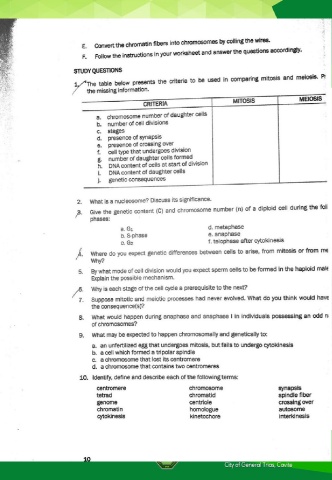 E. Convert the chromatin fibers into chromosomes by coiling the wires.
F. Follow the instructions in your worksheet and answer the questions accordingly.
STUDY QUESTIONS
1. The table below presents the criteria to be used in comparing mitosis and meiosis.
the missing information.
CRITERIA MITOSIS MEIOSIS
a. chromosome number of daughter cells
b. number of cell divisions
c. stages
d. presence of synapsis
e. presence of crossing over
f. cell type that undergoes division
g. number of daughter cells formed
h. DNA content of cells at start of division
i. DNA content of daughter cells
j. genetic consequences
2. What is a nucleosome? Discuss its significance.
3. Give the genetic content (C) and chromosome number (n) of a diploid cell during the
phases:
a. G₁ d. metaphase
b. S phase e. anaphase
c. G₂ f. telophase after cytokinesis
4. Where do you expect genetic differences between cells to arise, from mitosis or from
Why?
5. By what mode of cell division would you expect sperm cells to be formed in the haploid
Explain the possible mechanism.
6. Why is each stage of the cell cycle a prerequisite to the next?
7. Suppose mitotic and meiotic processes had never evolved. What do you think would have
the consequence(s)?
8. What would happen during anaphase and anaphase I in individuals possessing an odd
of chromosomes?
9. What may be expected to happen chromosomally and genetically to:
a. an unfertilized egg that undergoes mitosis, but fails to undergo cytokinesis
b. a cell which formed a tripolar spindle
c. a chromosome that lost its centromere
d. a chromosome that contains two centromeres
10. Identify, define and describe each of the following terms:
centromere chromosome synapsis
tetrad chromatid spindle fiber
genome centriole crossing over
chromatin homologue autosome
cytokinesis kinetochore interkinesis
10
City of General Trias, Cavite